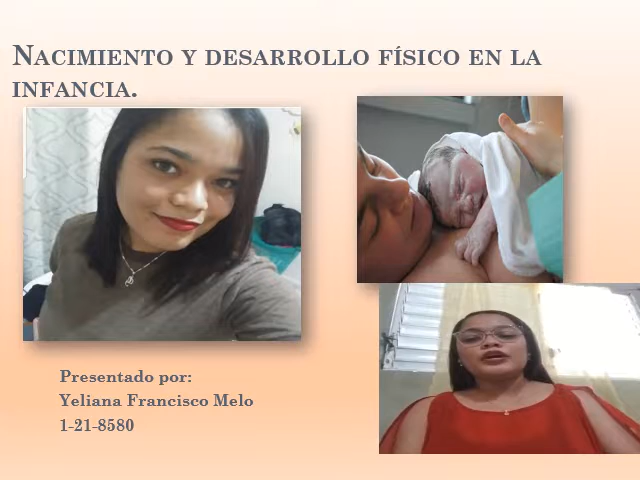 Nacimiento y desarrollo físico en la
infancia.
Presentado por:
Yeliana Francisco Melo
1-21-8580